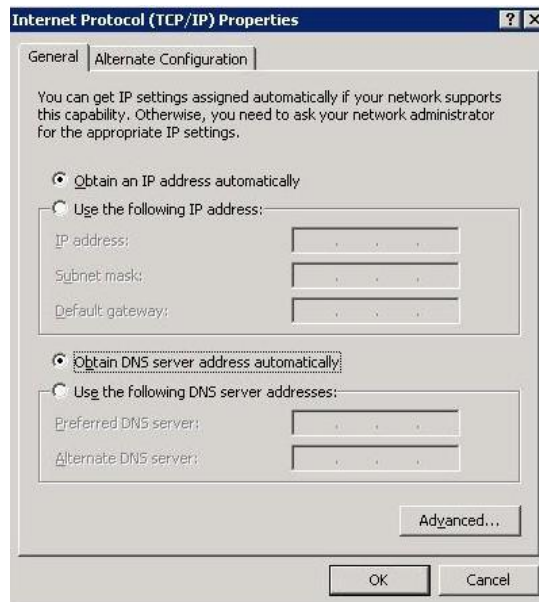 Internet Protocol (TCP/IP) Properties
General
Alternate Configuration
You can get IP settings assigned automatically if your network supports
this capability. Otherwise, you need to ask your network administrator
for the appropriate IP settings.
Obtain an IP address automatically
Use the following IP address:
IP address:
Subnet mask:
Default gateway:
Obtain DNS server address automatically
Use the following DNS server addresses:
Preferred DNS server:
Alternate DNS server:
Advanced...
OK
Cancel